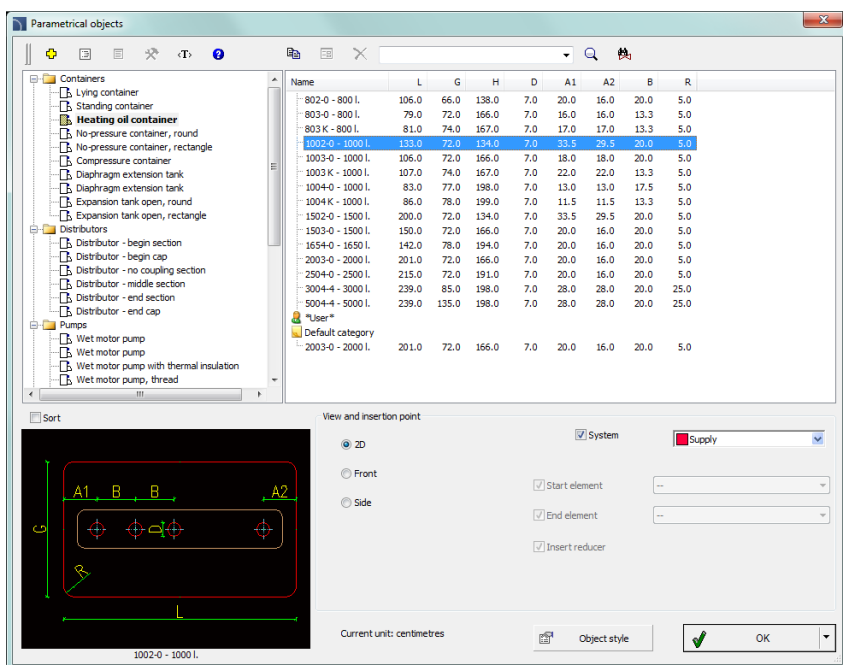 Parametrical objects
‹T›
Containers
Lying container
Standing container
Heating oil container
No-pressure container, round
No-pressure container, rectangle
Compressure container
Diaphragm extension tank
Diaphragm extension tank
Expansion tank open, round
Expansion tank open, rectangle
Distributors
Distributor - begin section
Distributor - begin cap
Distributor - no coupling section
Distributor - middle section
Distributor - end section
Distributor - end cap
Pumps
Wet motor pump
Wet motor pump
Wet motor pump with thermal insulation
Wet motor pump, thread
Name L G H D A1 A2 B R
802-0 - 800 l. 106.0 66.0 138.0 7.0 20.0 16.0 20.0 5.0
803-0 - 800 l. 79.0 72.0 166.0 7.0 16.0 16.0 13.3 5.0
803 K - 800 l. 81.0 74.0 167.0 7.0 17.0 17.0 13.3 5.0
1002-0 - 1000 l. 133.0 72.0 134.0 7.0 33.5 29.5 20.0 5.0
1003-0 - 1000 l. 106.0 72.0 166.0 7.0 18.0 18.0 20.0 5.0
1003 K - 1000 l. 107.0 74.0 167.0 7.0 22.0 22.0 13.3 5.0
1004-0 - 1000 l. 83.0 77.0 198.0 7.0 13.0 13.0 17.5 5.0
1004 K - 1000 l. 86.0 78.0 199.0 7.0 11.5 11.5 13.3 5.0
1502-0 - 1500 l. 200.0 72.0 134.0 7.0 33.5 29.5 20.0 5.0
1503-0 - 1500 l. 150.0 72.0 166.0 7.0 20.0 16.0 20.0 5.0
1654-0 - 1650 l. 142.0 78.0 194.0 7.0 20.0 16.0 20.0 5.0
2003-0 - 2000 l. 201.0 72.0 166.0 7.0 20.0 16.0 20.0 5.0
2504-0 - 2500 l. 215.0 72.0 191.0 7.0 20.0 16.0 20.0 5.0
3004-4 - 3000 l. 239.0 85.0 198.0 7.0 28.0 28.0 20.0 25.0
5004-4 - 5000 l. 239.0 135.0 198.0 7.0 28.0 28.0 20.0 25.0
*User*
Default category
2003-0 - 2000 l. 201.0 72.0 166.0 7.0 20.0 16.0 20.0 5.0
Sort
A1 B B A2
G
D
R
L
1002-0 - 1000 l.
View and insertion point
2D
Front
Side
System Supply
Start element --
End element --
Insert reducer
Current unit: centimetres
Object style
OK